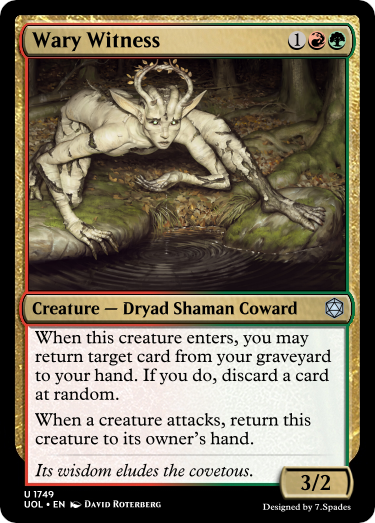 Wary Witness 1
Creature — Dryad Shaman Coward
When this creature enters, you may
return target card from your graveyard
to your hand. If you do, discard a card
at random.
When a creature attacks, return this
creature to its owner's hand.
Its wisdom eludes the covetous.
3/2
U 1749
UOL • EN DAVID ROTERBERG
Designed by 7.Spades